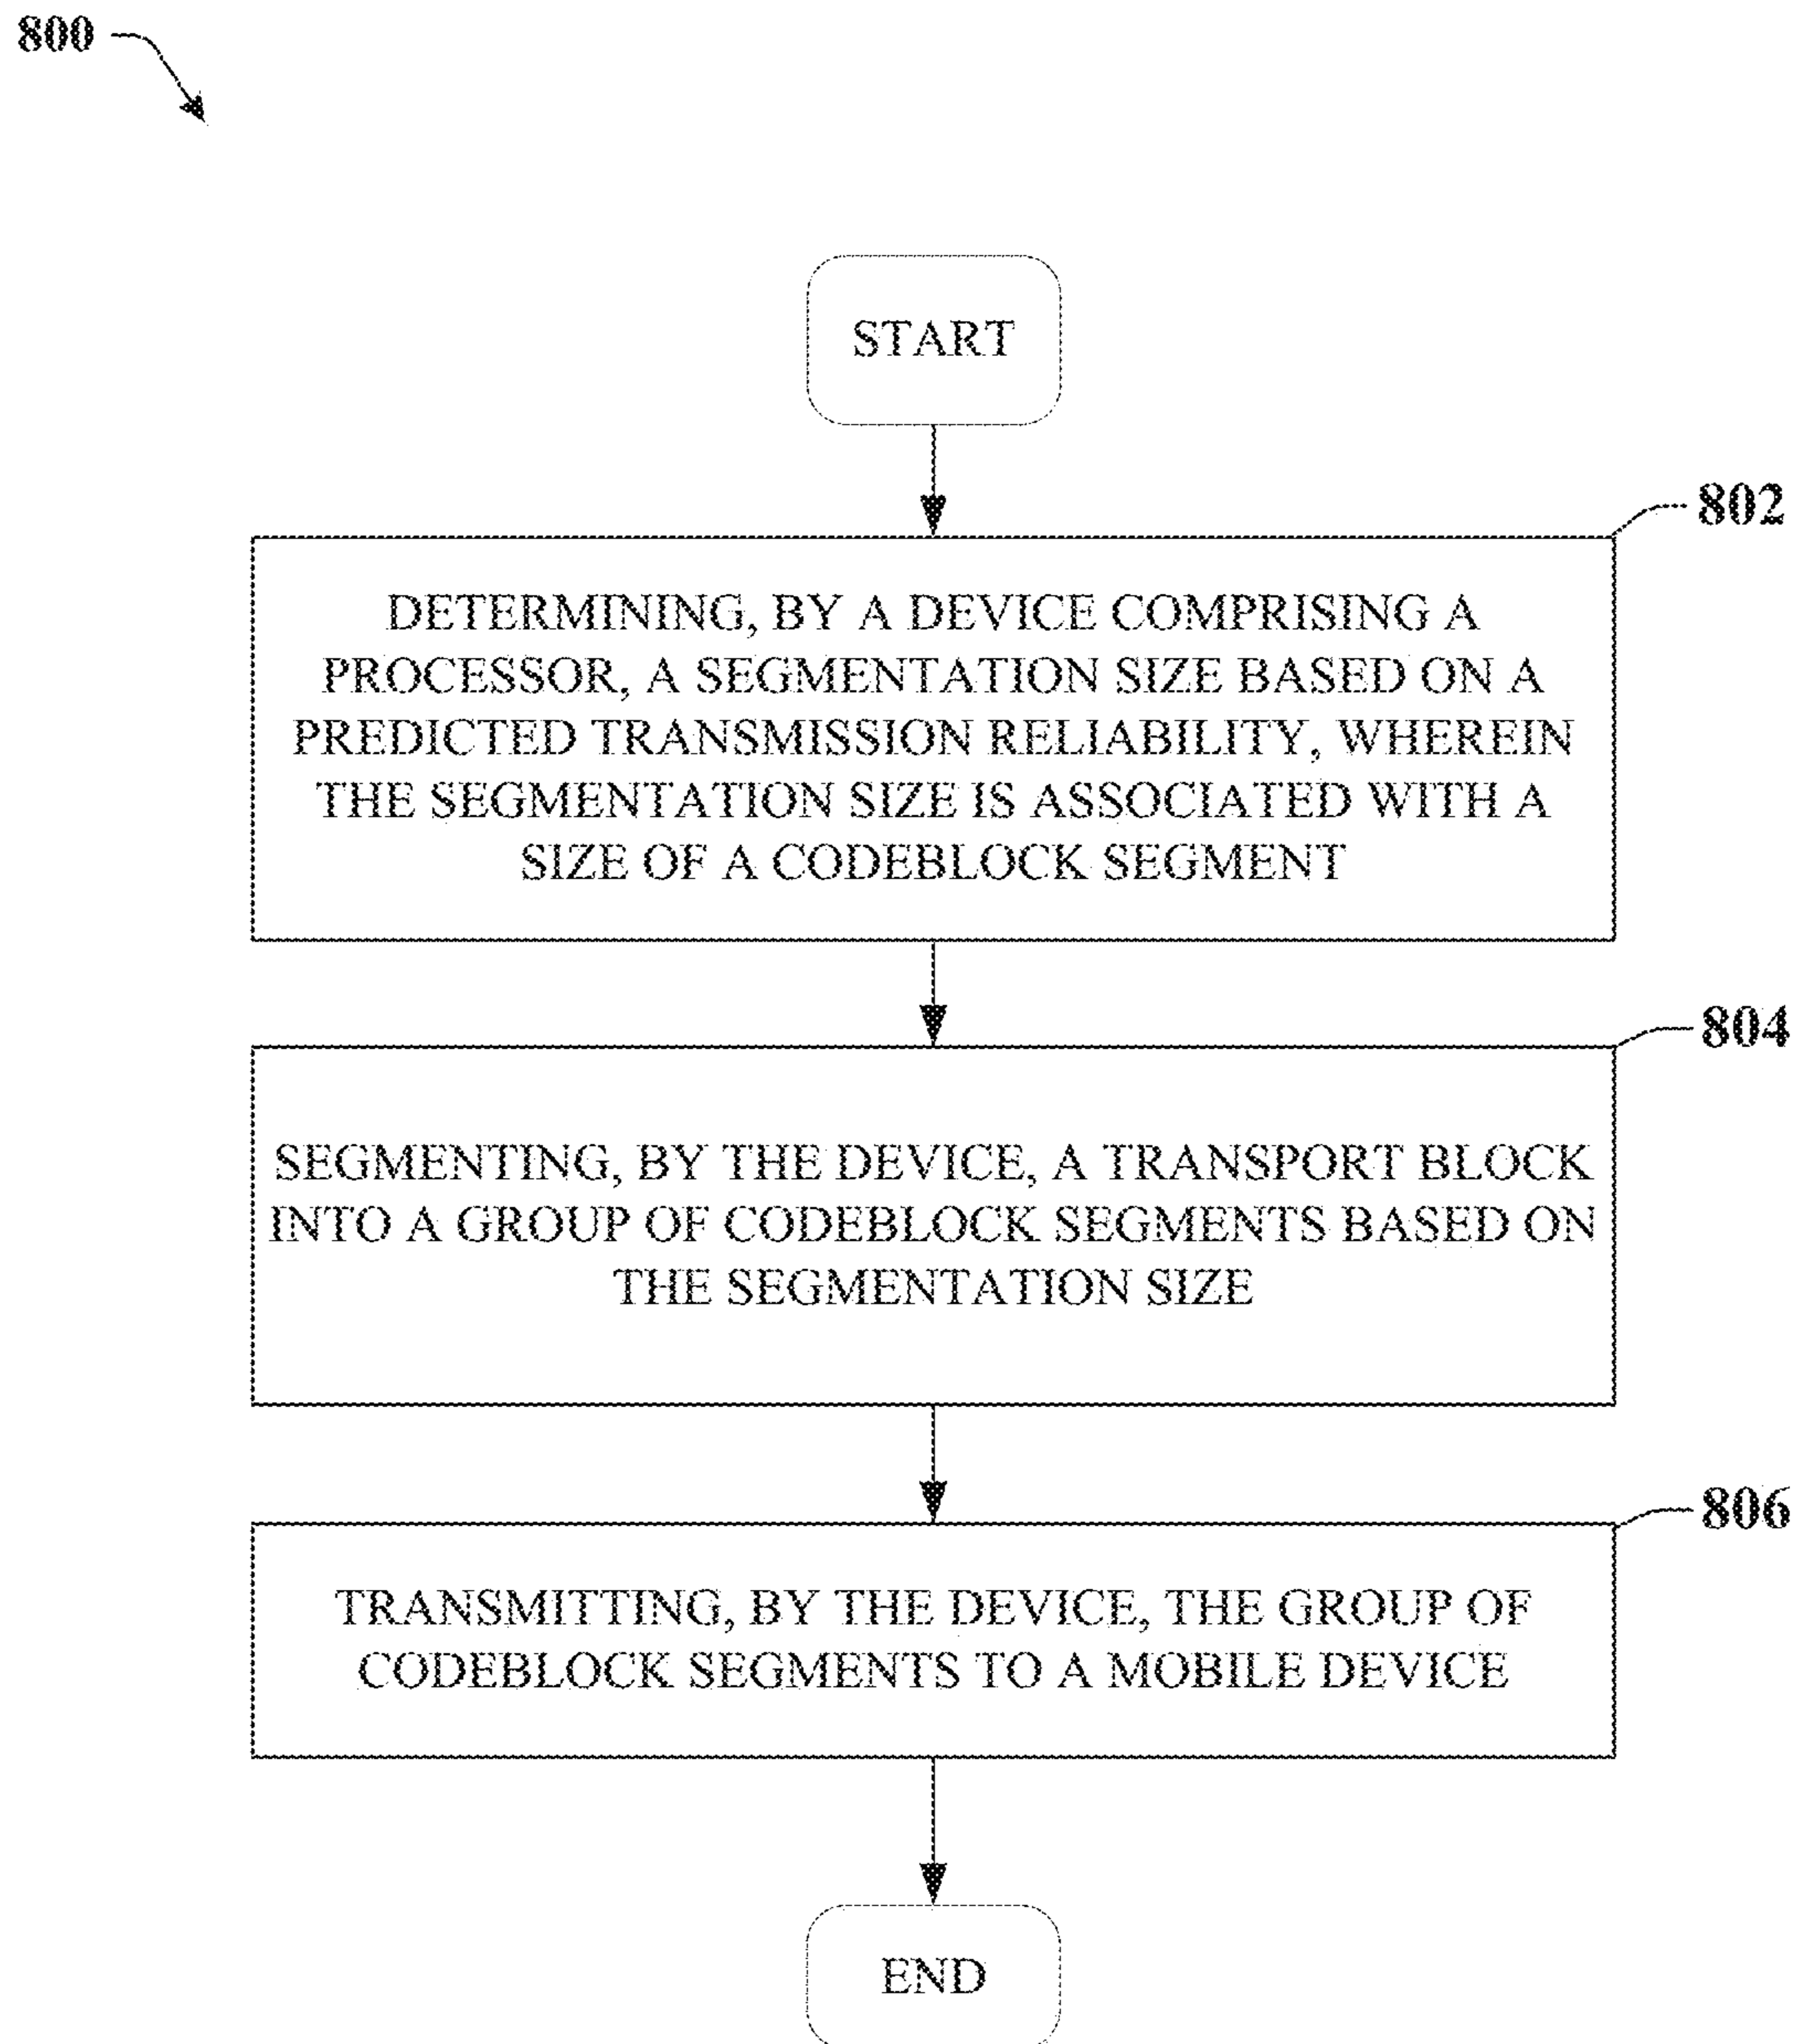 800
START
802
DETERMINING, BY A DEVICE COMPRISING A
PROCESSOR, A SEGMENTATION SIZE BASED ON A
PREDICTED TRANSMISSION RELIABILITY, WHEREIN
THE SEGMENTATION SIZE IS ASSOCIATED WITH A
SIZE OF A CODEBLOCK SEGMENT
804
SEGMENTING, BY THE DEVICE, A TRANSPORT BLOCK
INTO A GROUP OF CODEBLOCK SEGMENTS BASED ON
THE SEGMENTATION SIZE
806
TRANSMITTING, BY THE DEVICE, THE GROUP OF
CODEBLOCK SEGMENTS TO A MOBILE DEVICE
END